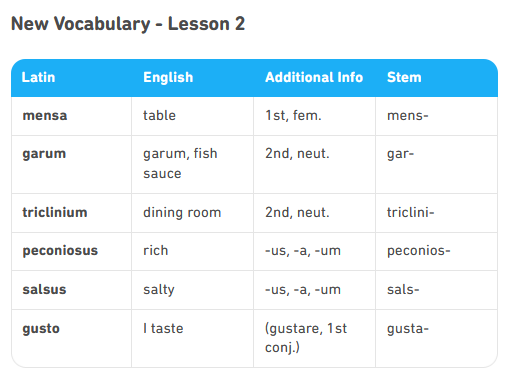 New Vocabulary - Lesson 2
Latin English Additional Info Stem
mensa table 1st, fem. mens-
garum garum, fish sauce 2nd, neut. gar-
triclinium dining room 2nd, neut. triclini-
peconiosus rich -us, -a, -um peconios-
salsus salty -us, -a, -um sals-
gusto I taste (gustare, 1st conj.) gusta-